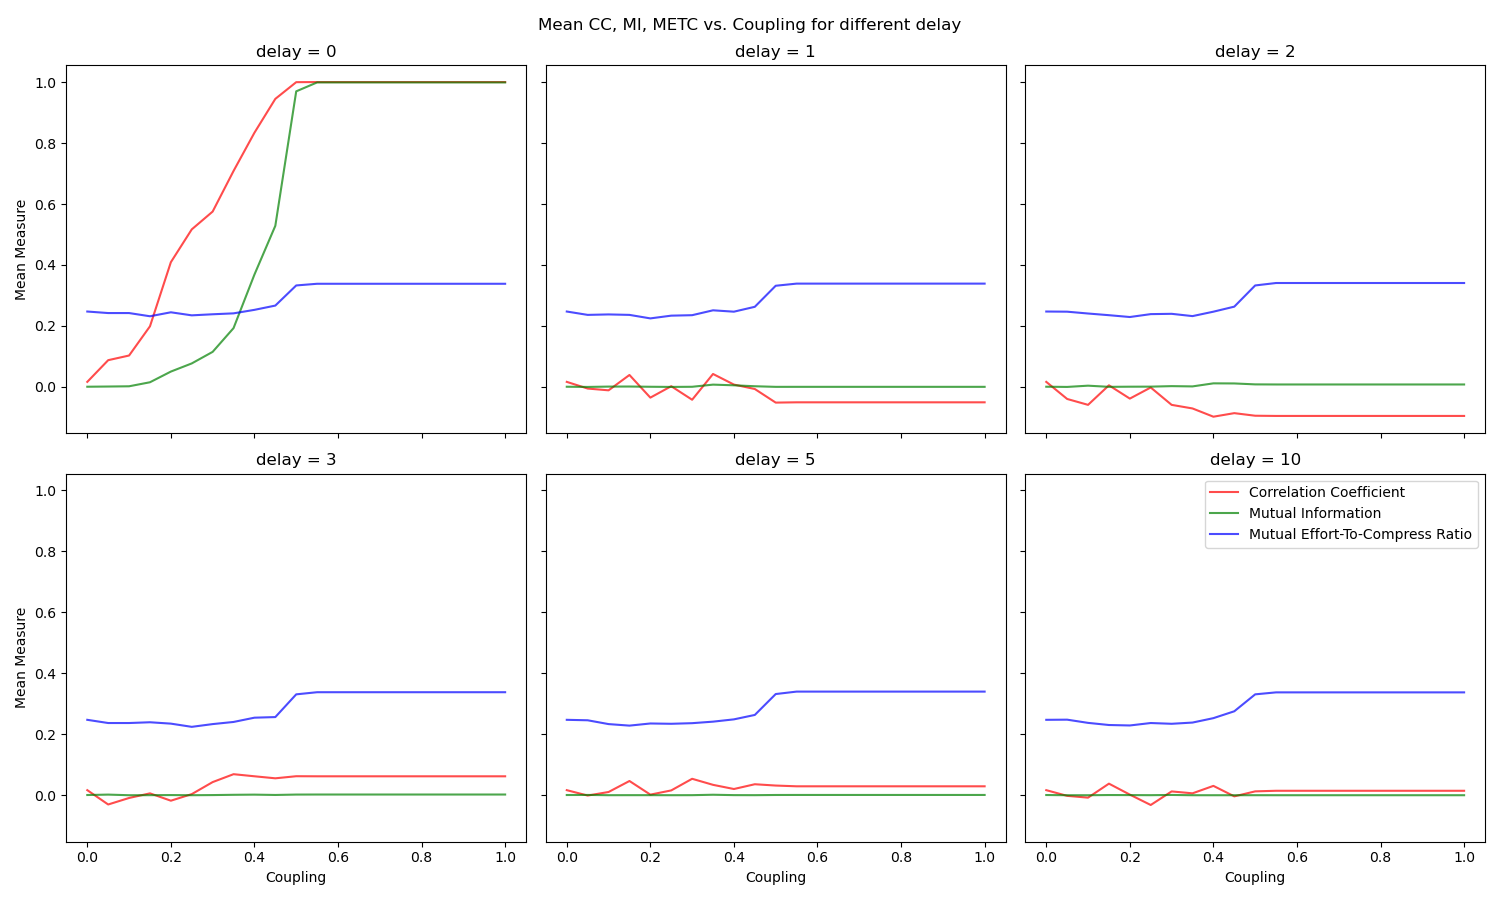 Mean CC, MI, METC vs. Coupling for different delay
delay = 0
delay = 1
delay = 2
1.0
0.8
0.6
0.4
0.2
0.0
Mean Measure
delay = 3
delay = 5
delay = 10
Correlation Coefficient
Mutual Information
Mutual Effort-To-Compress Ratio
1.0
0.8
0.6
0.4
0.2
0.0
Mean Measure
0.0 0.2 0.4 0.6 0.8 1.0
0.0 0.2 0.4 0.6 0.8 1.0
0.0 0.2 0.4 0.6 0.8 1.0
Coupling
Coupling
Coupling